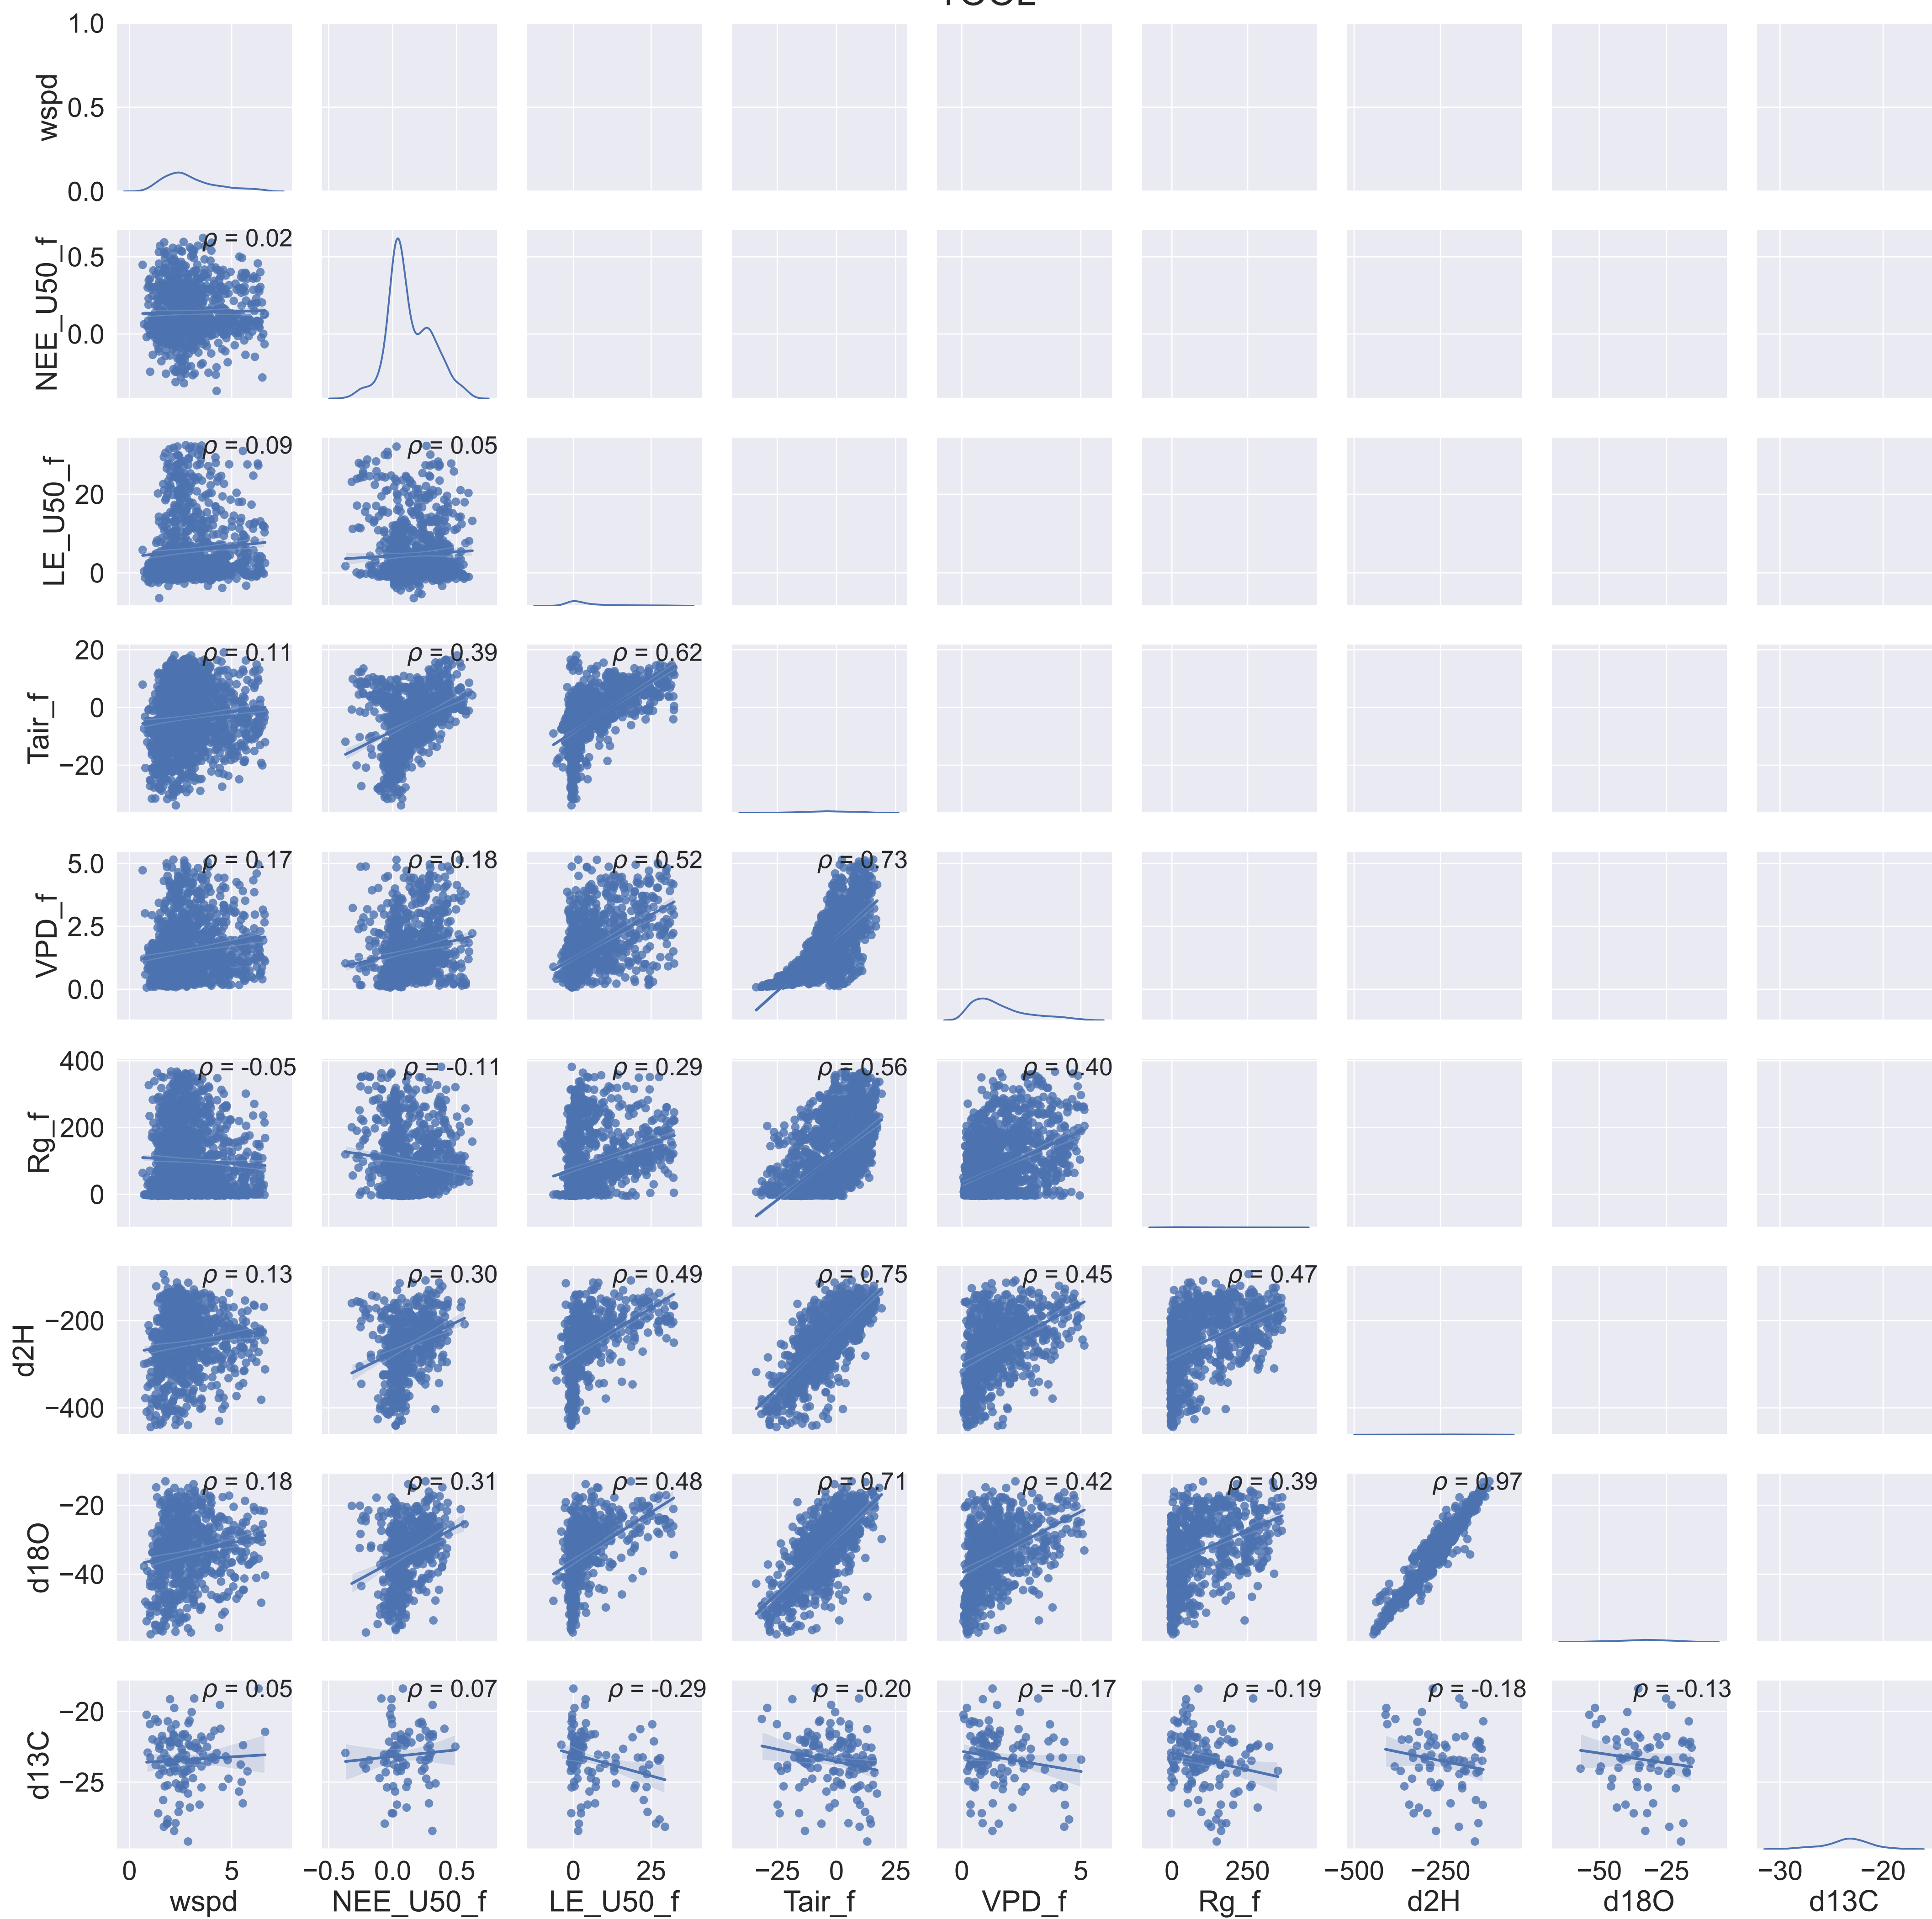 1.0
wspd
0.5
0.0
NEE_U50_f
0.5
0.0
ρ = 0.02
LE_U50_f
20
0
ρ = 0.09
ρ = 0.05
Tair_f
20
0
−20
ρ = 0.11
ρ = 0.39
ρ = 0.62
VPD_f
5.0
2.5
0.0
ρ = 0.17
ρ = 0.18
ρ = 0.52
ρ = 0.73
Rg_f
400
200
0
ρ = -0.05
ρ = -0.11
ρ = 0.29
ρ = 0.56
ρ = 0.40
d2H
−200
−400
ρ = 0.13
ρ = 0.30
ρ = 0.49
ρ = 0.75
ρ = 0.45
ρ = 0.47
d18O
−20
−40
ρ = 0.18
ρ = 0.31
ρ = 0.48
ρ = 0.71
ρ = 0.42
ρ = 0.39
ρ = 0.97
d13C
−20
−25
ρ = 0.05
ρ = 0.07
ρ = -0.29
ρ = -0.20
ρ = -0.17
ρ = -0.19
ρ = -0.18
ρ = -0.13
0 5
−0.5 0.0 0.5
0 25
−25 0 25
0 5
0 250
−500 −250
−50 −25
−30 −20
wspd
NEE_U50_f
LE_U50_f
Tair_f
VPD_f
Rg_f
d2H
d18O
d13C